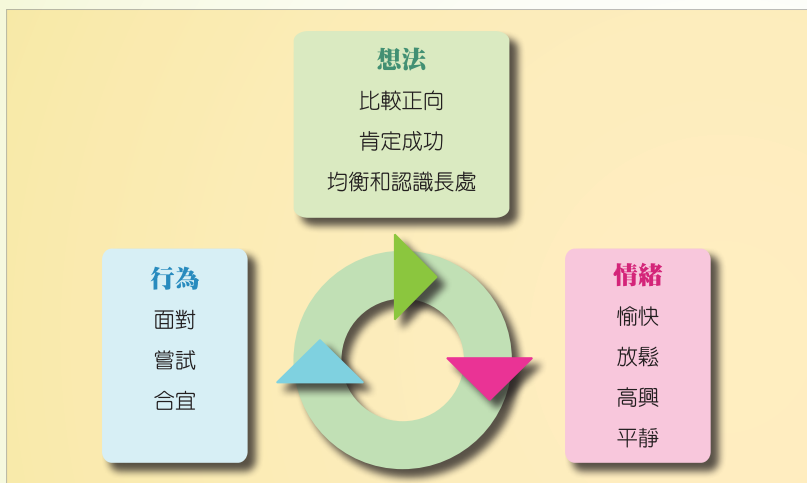 想法
比較正向
肯定成功
均衡和認識長處
行為
面對
嘗試
合宜
情緒
愉快
放鬆
高興
平靜